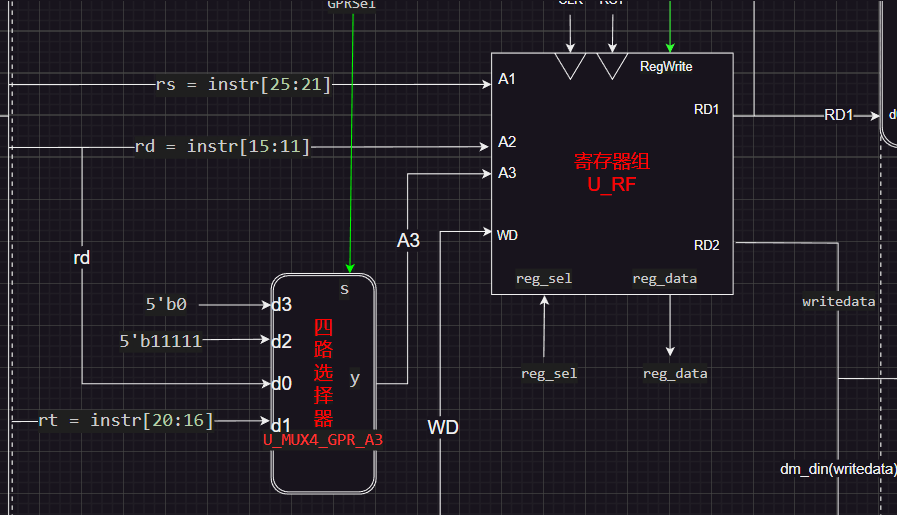 GPRSel
CLK
RST
RegWrite
rs = instr[25:21]
A1
RD1
RD1
rd = instr[15:11]
A2
A3
寄存器组
U_RF
A3
WD
RD2
rd
reg_sel
reg_data
s
5'b0
d3
writedata
5'b11111
d2
四路选择器
y
d0
reg_sel
reg_data
rt = instr[20:16]
d1
U_MUX4_GPR_A3
WD
dm_din(writedata)